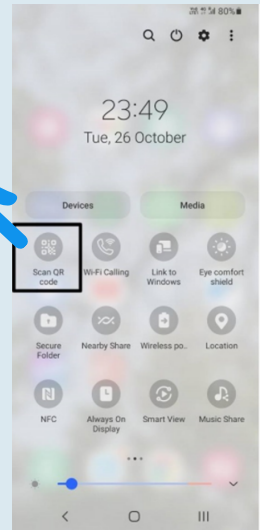 80%
23:49
Tue, 26 October
Devices
Media
Scan QR
code
Wi-Fi Calling
Link to
Windows
Eye comfort
shield
Secure
Folder
Nearby Share
Wireless po..
Location
NFC
Always On
Display
Smart View
Music Share